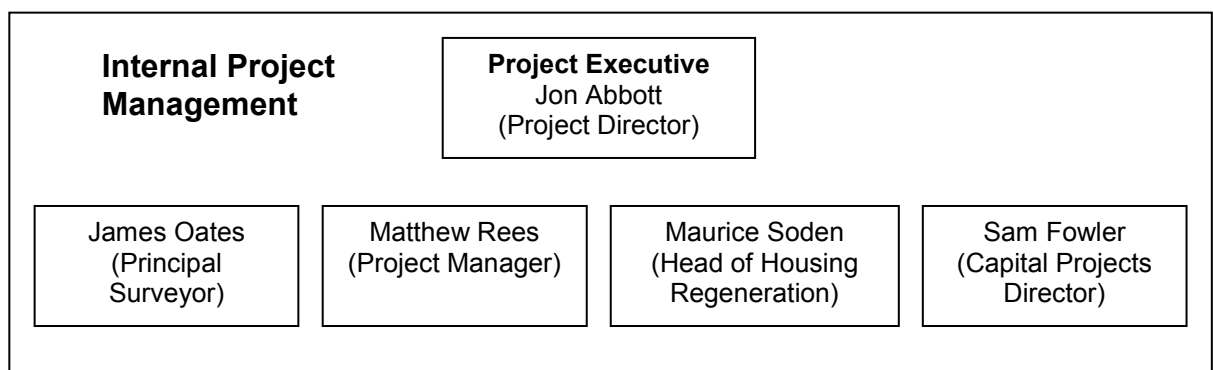 Internal Project
Management
Project Executive
Jon Abbott
(Project Director)
James Oates
(Principal
Surveyor)
Matthew Rees
(Project Manager)
Maurice Soden
(Head of Housing
Regeneration)
Sam Fowler
(Capital Projects
Director)